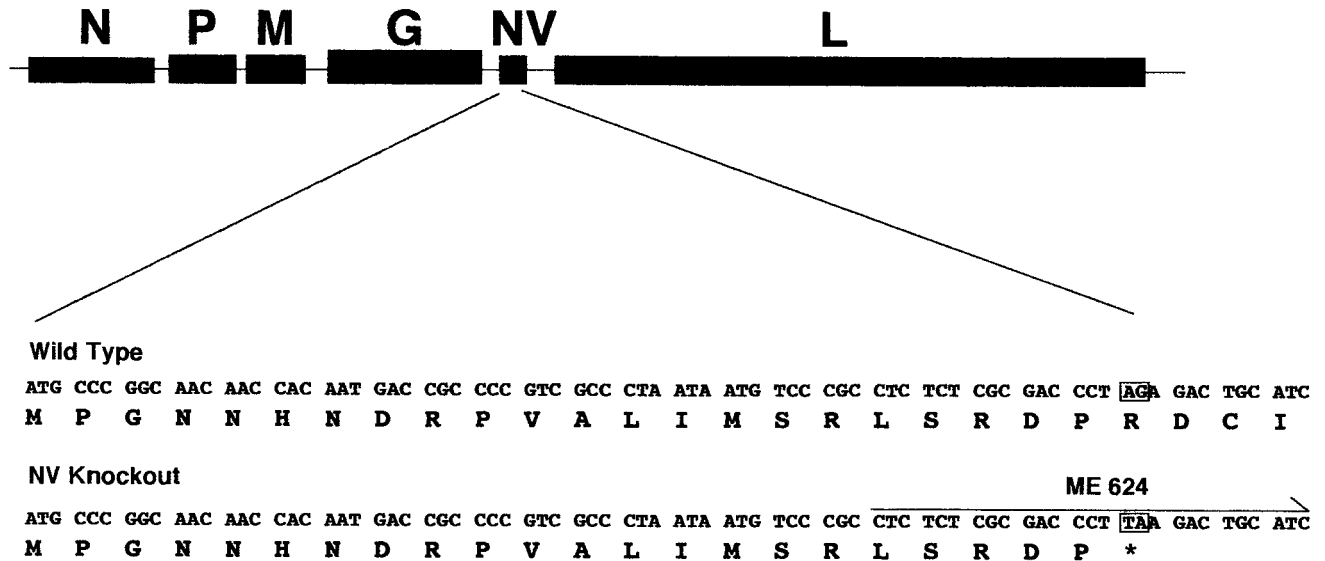 N P M G NV L
Wild Type
ATG CCC GGC AAC AAC CAC AAT GAC CGC CCC GTC GCC CTA ATA ATG TCC CGC CTC TCT CGC GAC CCT AGA GAC TGC ATC
M P G N N H N D R P V A L I M S R L S R D P R D C I
NV Knockout
ME 624
ATG CCC GGC AAC AAC CAC AAT GAC CGC CCC GTC GCC CTA ATA ATG TCC CGC CTC TCT CGC GAC CCT TAA GAC TGC ATC
M P G N N H N D R P V A L I M S R L S R D P *